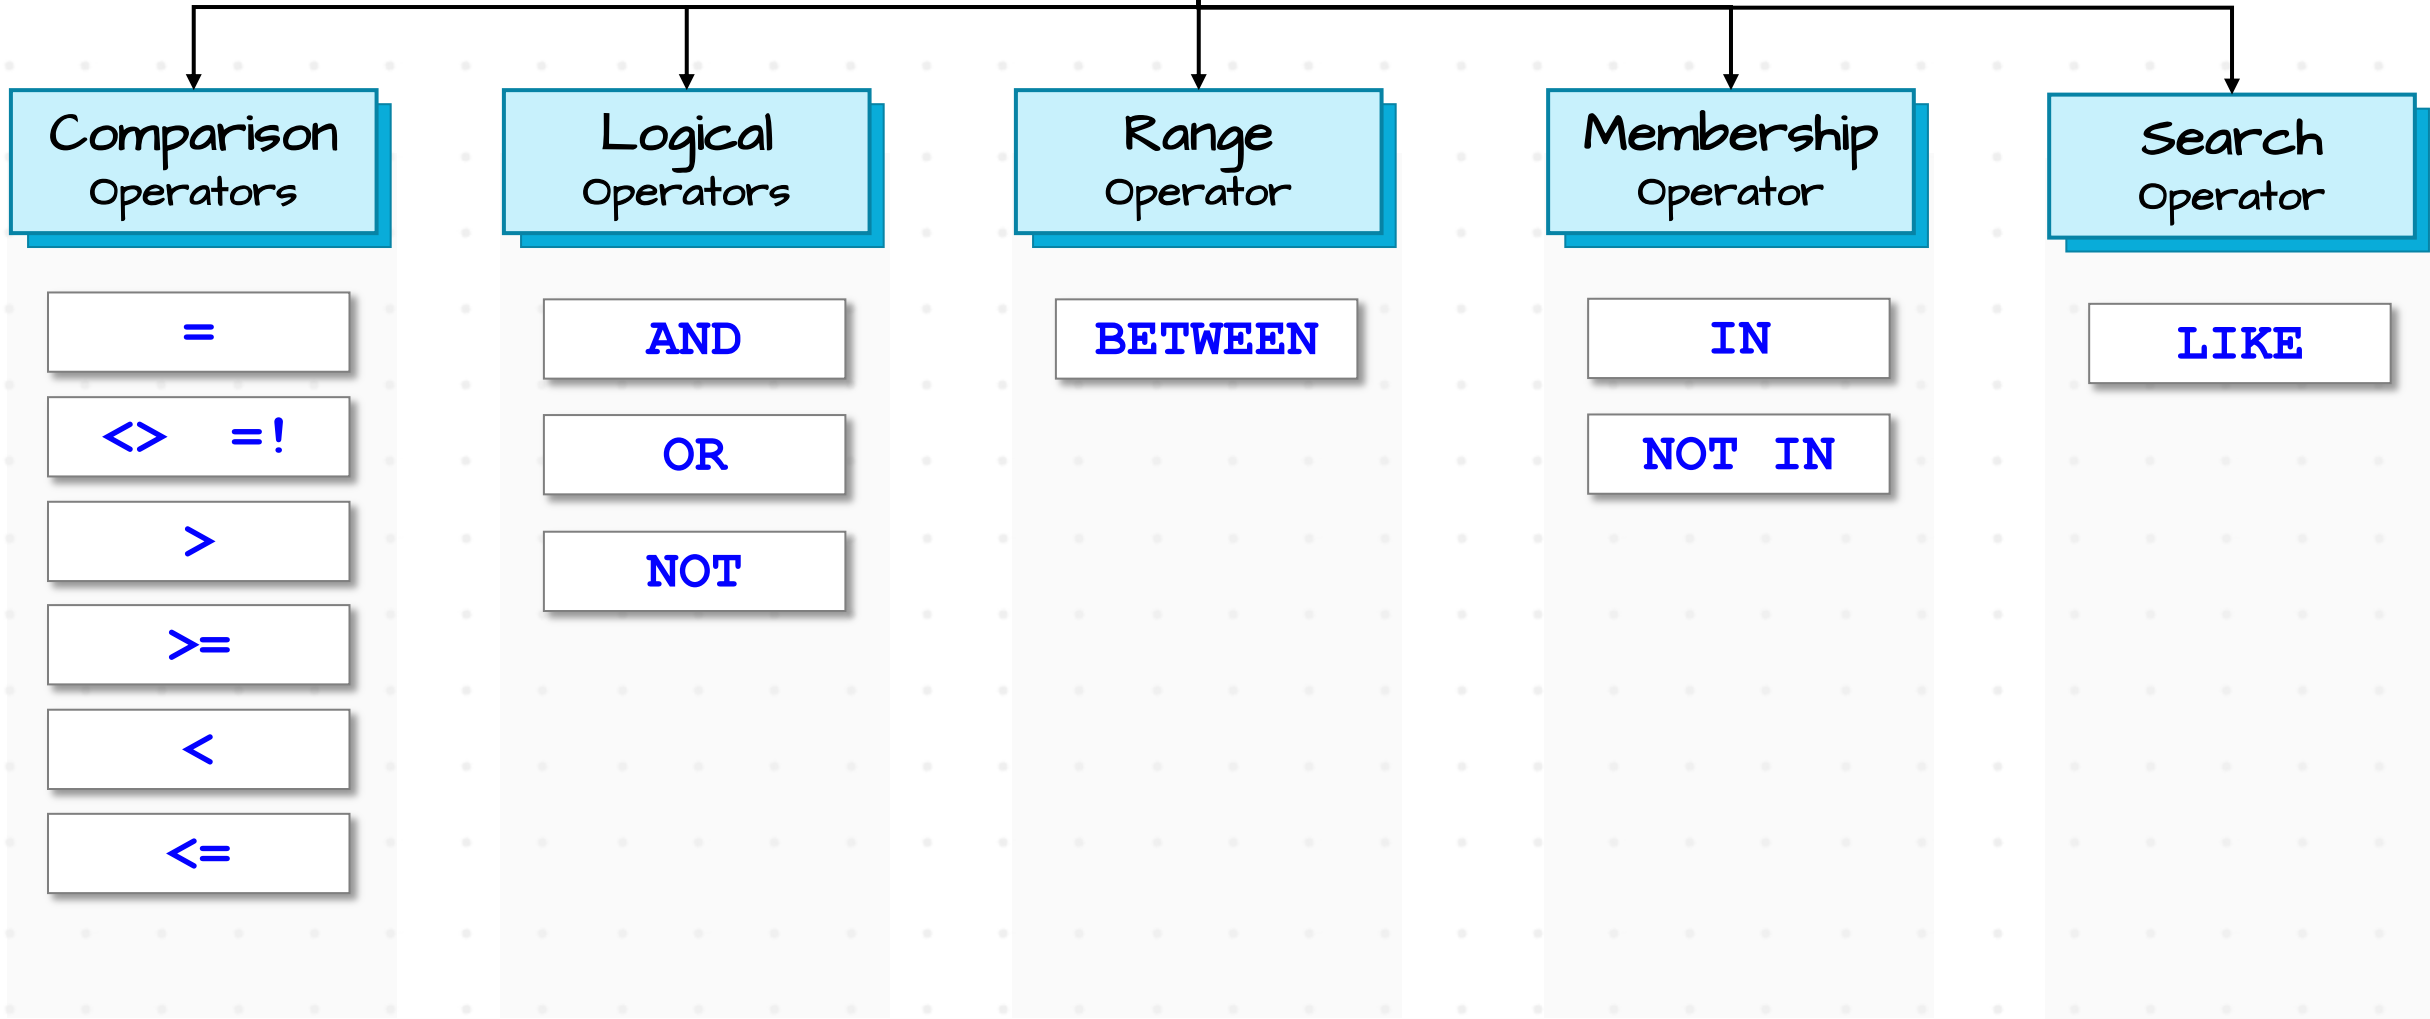 Comparison
Operators
=
<> =!
>
>=
<
<=
Logical
Operators
AND
OR
NOT
Range
Operator
BETWEEN
Membership
Operator
IN
NOT IN
Search
Operator
LIKE